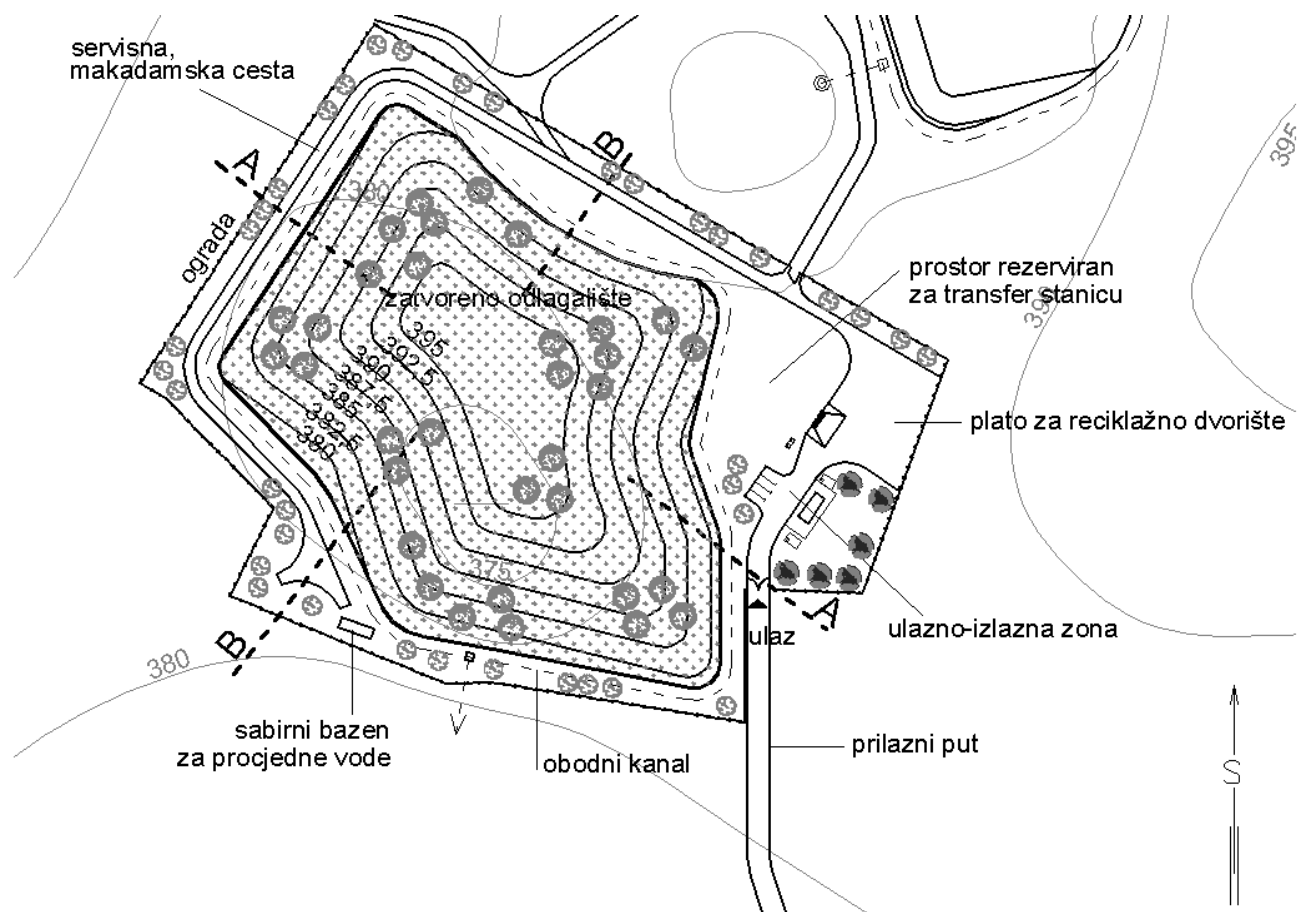 servisna,
makadamska cesta
A
B
ograda
380
zatvoreno odlagalište
prostor rezerviran
za transfer stanicu
395
395
395
392,5
390
387,5
385
382,5
380
plato za reciklažno dvorište
375
ulaz
A
ulazno-izlazna zona
B
380
sabirni bazen
za procjedne vode
obodni kanal
prilazni put
S